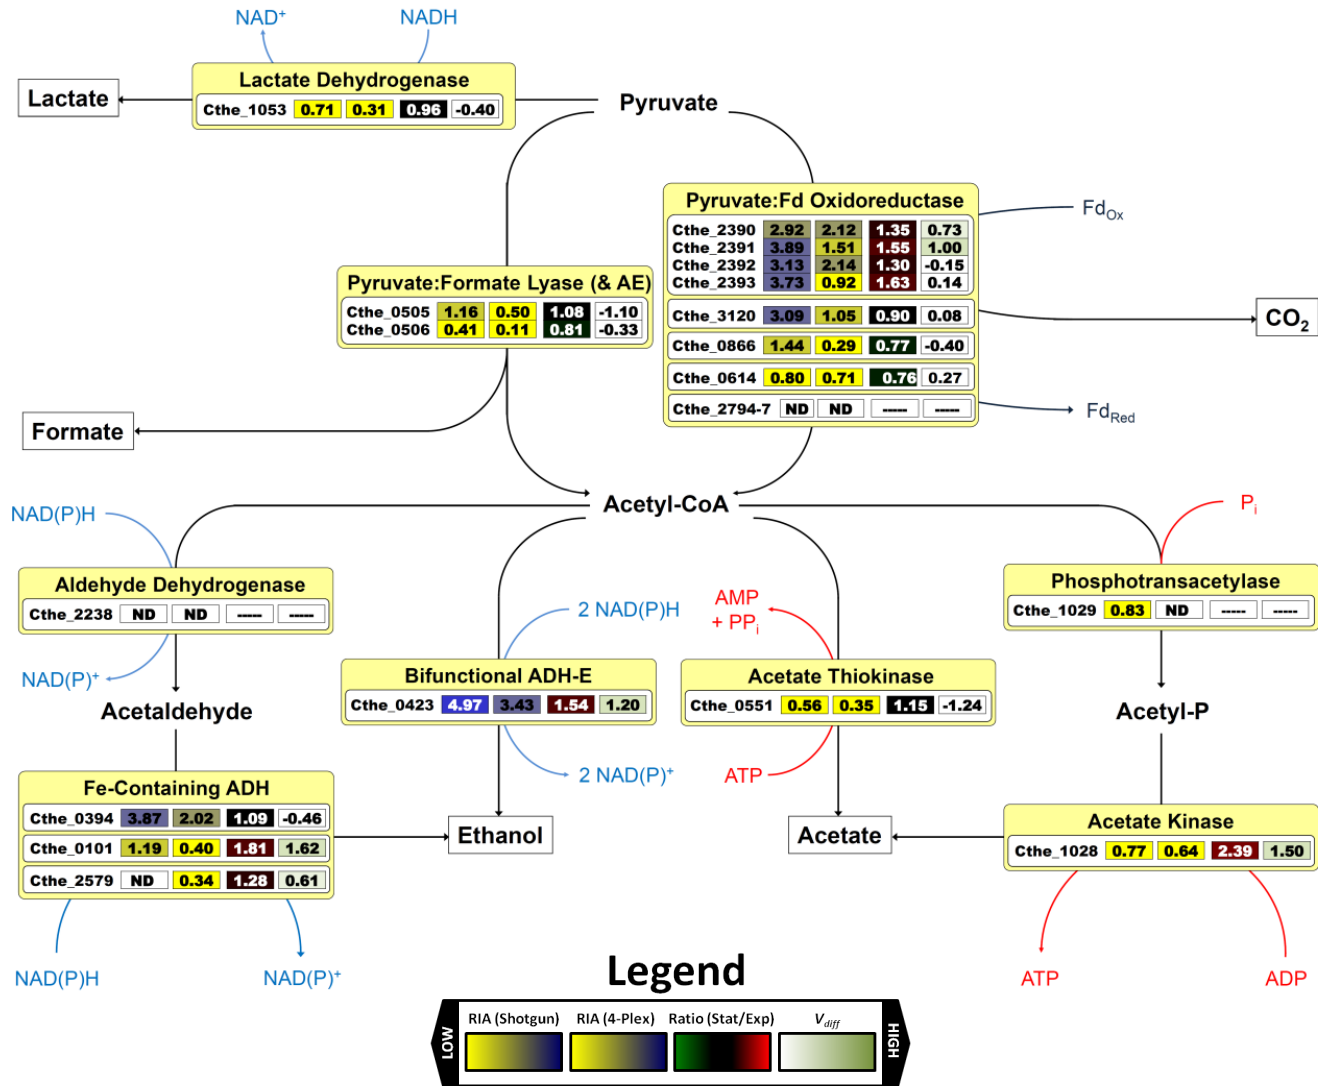 NAD+ NADH
Lactate Dehydrogenase
Lactate
Cthe_1053 0.71 0.31 0.96 -0.40
Pyruvate
Pyruvate:Fd Oxidoreductase
Cthe_2390 2.92 2.12 1.35 0.73
Cthe_2391 3.89 1.51 1.55 1.00
Cthe_2392 3.13 2.14 1.30 -0.15
Cthe_2393 3.73 0.92 1.63 0.14
Cthe_3120 3.09 1.05 0.90 0.08
Cthe_0866 1.44 0.29 0.77 -0.40
Cthe_0614 0.80 0.71 0.76 0.27
Cthe_2794-7 ND ND ----- -----
FdOx
CO2
FdRed
Pyruvate:Formate Lyase (& AE)
Cthe_0505 1.16 0.50 1.08 -1.10
Cthe_0506 0.41 0.11 0.81 -0.33
Formate
Acetyl-CoA
NAD(P)H
Aldehyde Dehydrogenase
Cthe_2238 ND ND ----- -----
NAD(P)+
Acetaldehyde
2 NAD(P)H
Bifunctional ADH-E
Cthe_0423 4.97 3.43 1.54 1.20
2 NAD(P)+
AMP
+ PPi
Acetate Thiokinase
Cthe_0551 0.56 0.35 1.15 -1.24
ATP
Pi
Phosphotransacetylase
Cthe_1029 0.83 ND ----- -----
Acetyl-P
Fe-Containing ADH
Cthe_0394 3.87 2.02 1.09 -0.46
Cthe_0101 1.19 0.40 1.81 1.62
Cthe_2579 ND 0.34 1.28 0.61
NAD(P)H NAD(P)+
Ethanol
Acetate
Acetate Kinase
Cthe_1028 0.77 0.64 2.39 1.50
ATP ADP
Legend
LOW
RIA (Shotgun) RIA (4-Plex) Ratio (Stat/Exp) Vdiff
HIGH